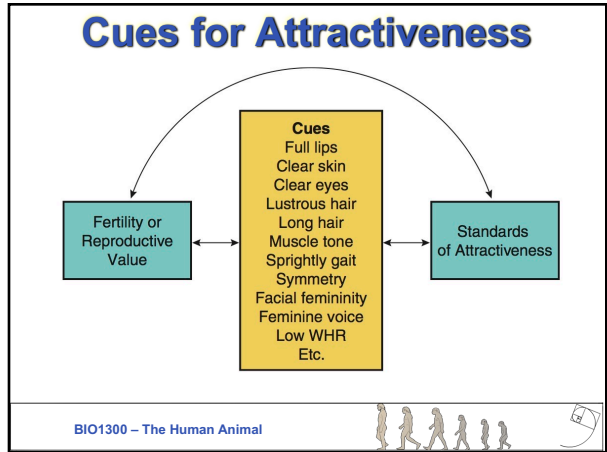 Cues for Attractiveness
Fertility or
Reproductive
Value
Cues
Full lips
Clear skin
Clear eyes
Lustrous hair
Long hair
Muscle tone
Sprightly gait
Symmetry
Facial femininity
Feminine voice
Low WHR
Etc.
Standards
of Attractiveness
BIO1300 – The Human Animal